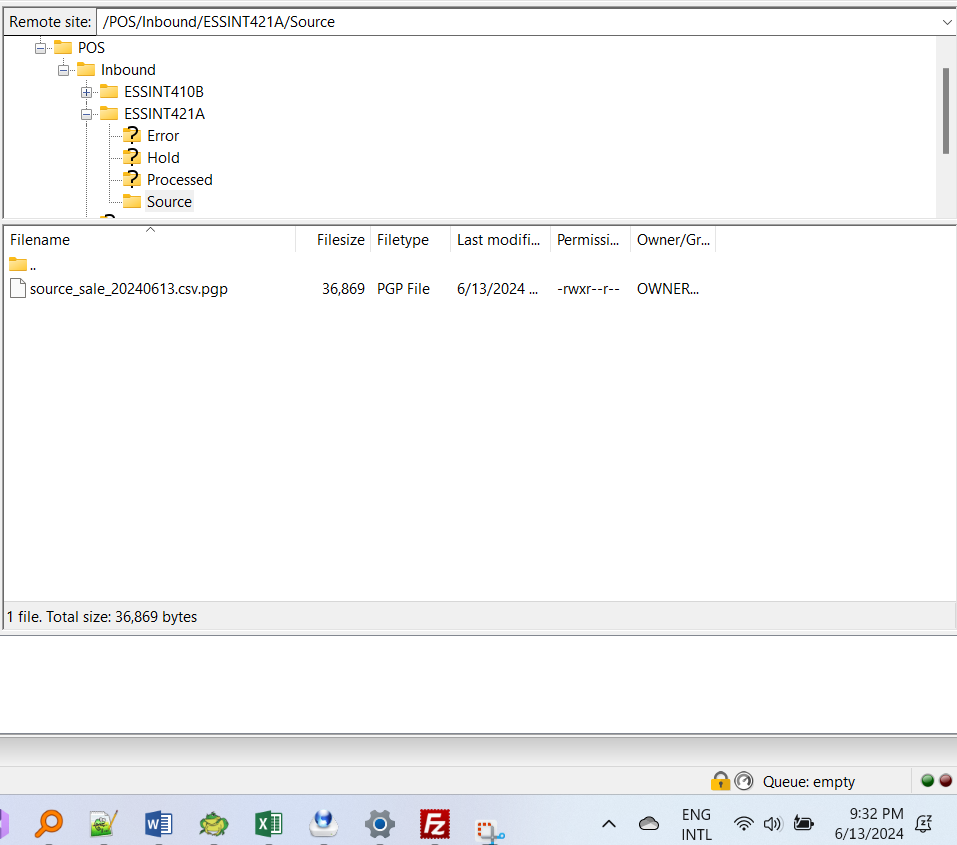 Remote site: /POS/Inbound/ESSINT421A/Source
POS
Inbound
ESSINT410B
ESSINT421A
Error
Hold
Processed
Source
Filename Filesize Filetype Last modifi... Permissi... Owner/Gr...
..
source_sale_20240613.csv.pgp 36,869 PGP File 6/13/2024 ... -rwxr--r-- OWNER...
1 file. Total size: 36,869 bytes
Queue: empty
ENG 9:32 PM
INTL 6/13/2024